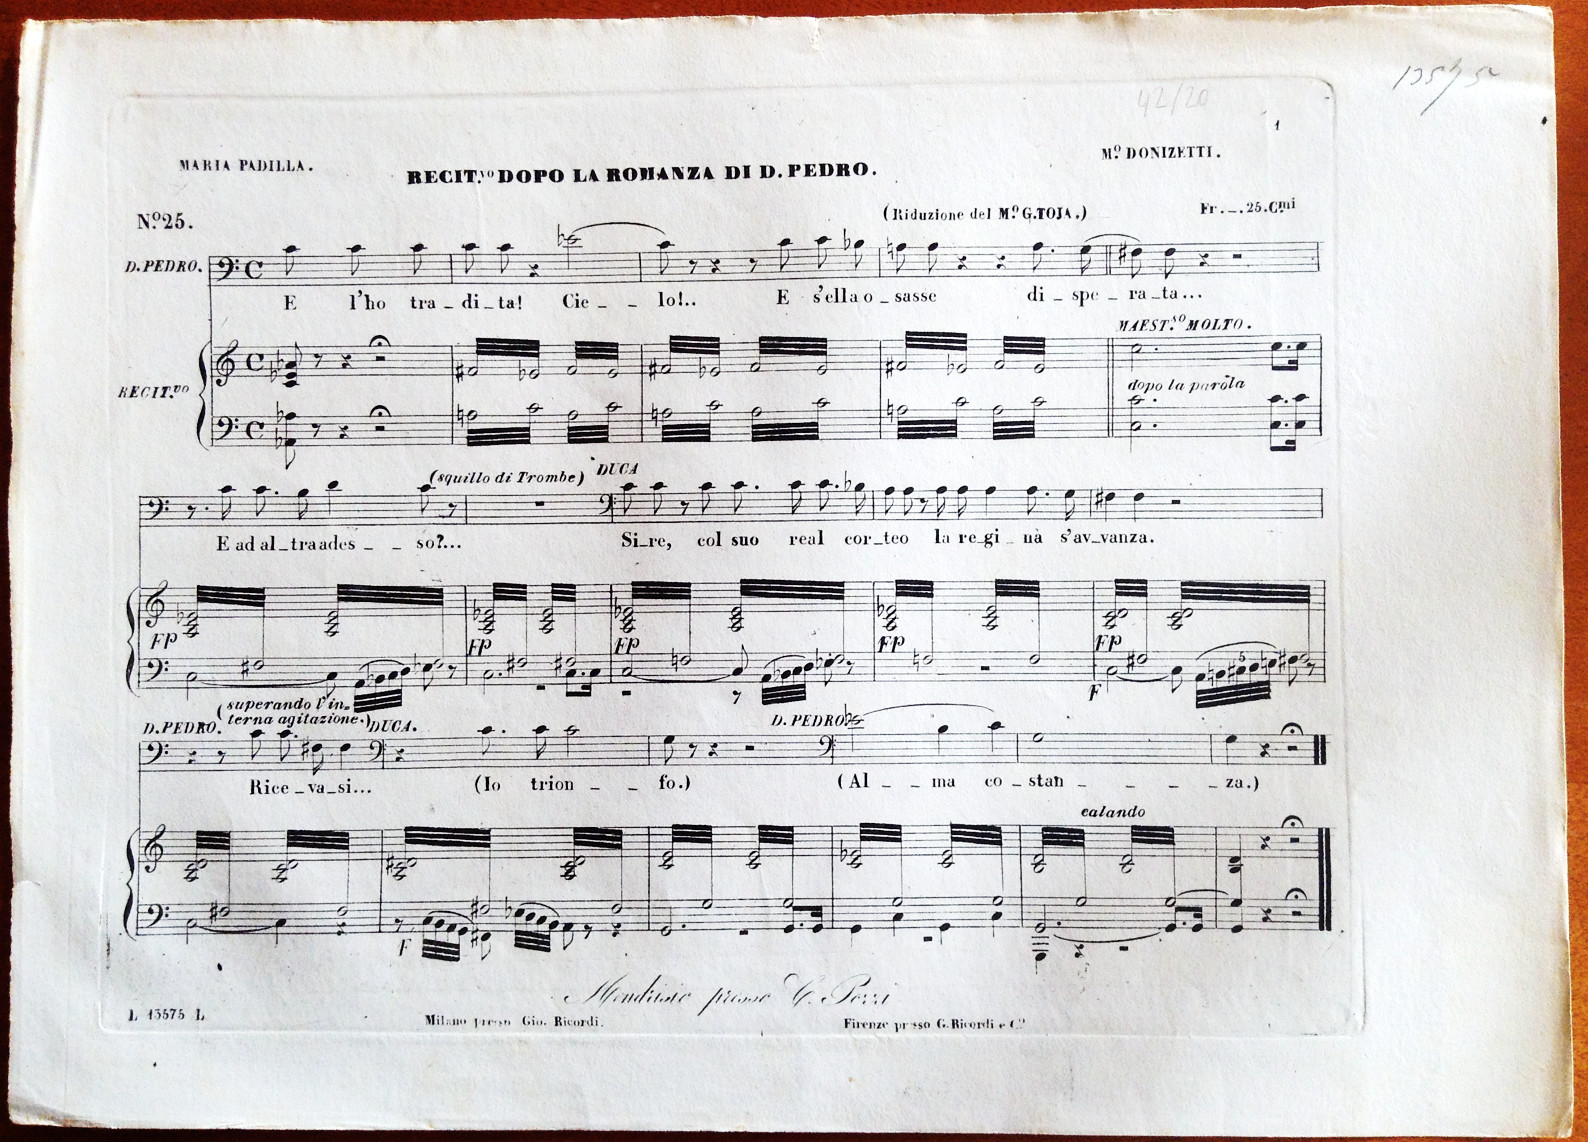 42/20
1
MARIA PADILLA.
RECIT.vo DOPO LA ROMANZA DI D. PEDRO.
M.o DONIZETTI.
N.o 25.
(Riduzione del M.o G. TOJA.)
Fr._.25.C.mi
D. PEDRO.
E l'ho tra_di_ta! Cie_ _lo!.. E s'ella o_sasse di_spe_ra_ta...
MAEST.so MOLTO.
RECIT.vo
dopo la parola
(squillo di Trombe) DUCA
E ad al_tra ades_ _so?... Si_re, col suo real cor_teo la re_gi_nà s'av_vanza.
FP FP FP FP FP
5
F
(superando l'in_
terna agitazione.)
D. PEDRO. DUCA. D. PEDRO.
Rice_va_si... (Io trion_ _fo.) (Al_ _ma co_stan_ _ _ _za.)
calando
F
Mendrisio presso C. Pozzi
L 13575 L
Milano presso Gio. Ricordi.
Firenze presso G. Ricordi e C.o